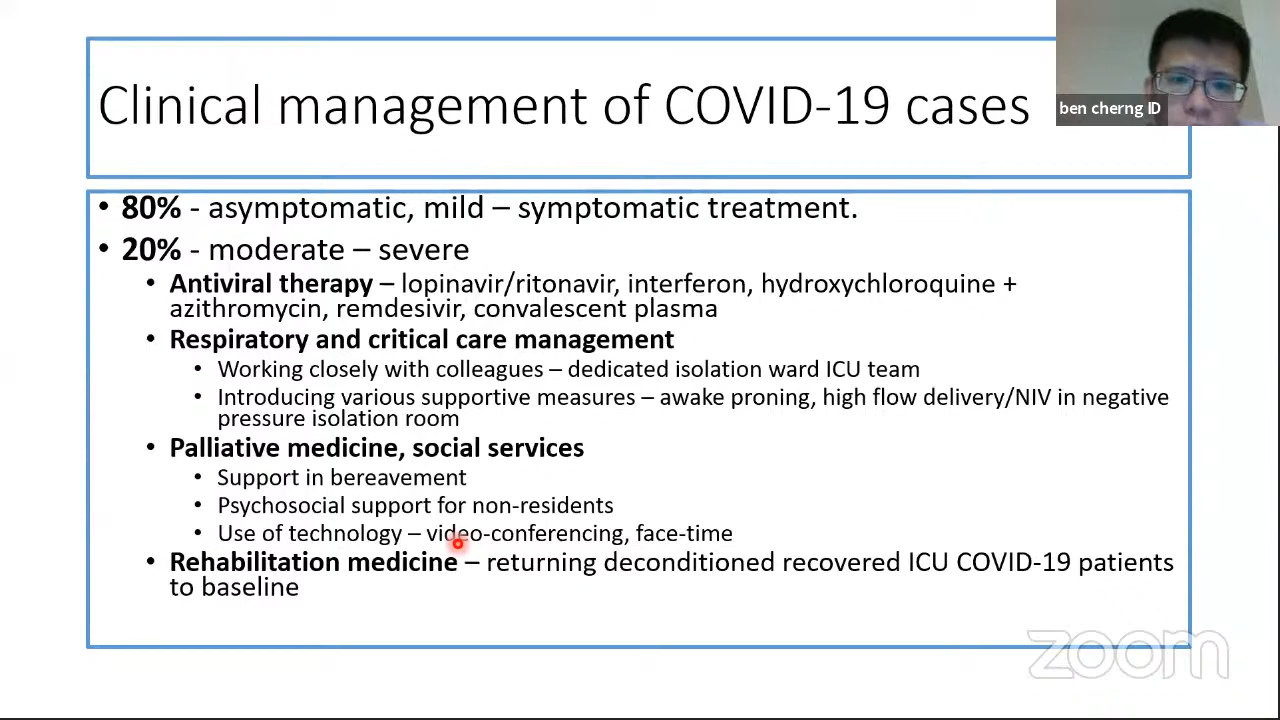 Clinical management of COVID-19 cases
ben cherng ID
• 80% - asymptomatic, mild – symptomatic treatment.
• 20% - moderate – severe
• Antiviral therapy – lopinavir/ritonavir, interferon, hydroxychloroquine +
azithromycin, remdesivir, convalescent plasma
• Respiratory and critical care management
• Working closely with colleagues – dedicated isolation ward ICU team
• Introducing various supportive measures – awake proning, high flow delivery/NIV in negative
pressure isolation room
• Palliative medicine, social services
• Support in bereavement
• Psychosocial support for non-residents
• Use of technology – video-conferencing, face-time
• Rehabilitation medicine – returning deconditioned recovered ICU COVID-19 patients
to baseline
zoom